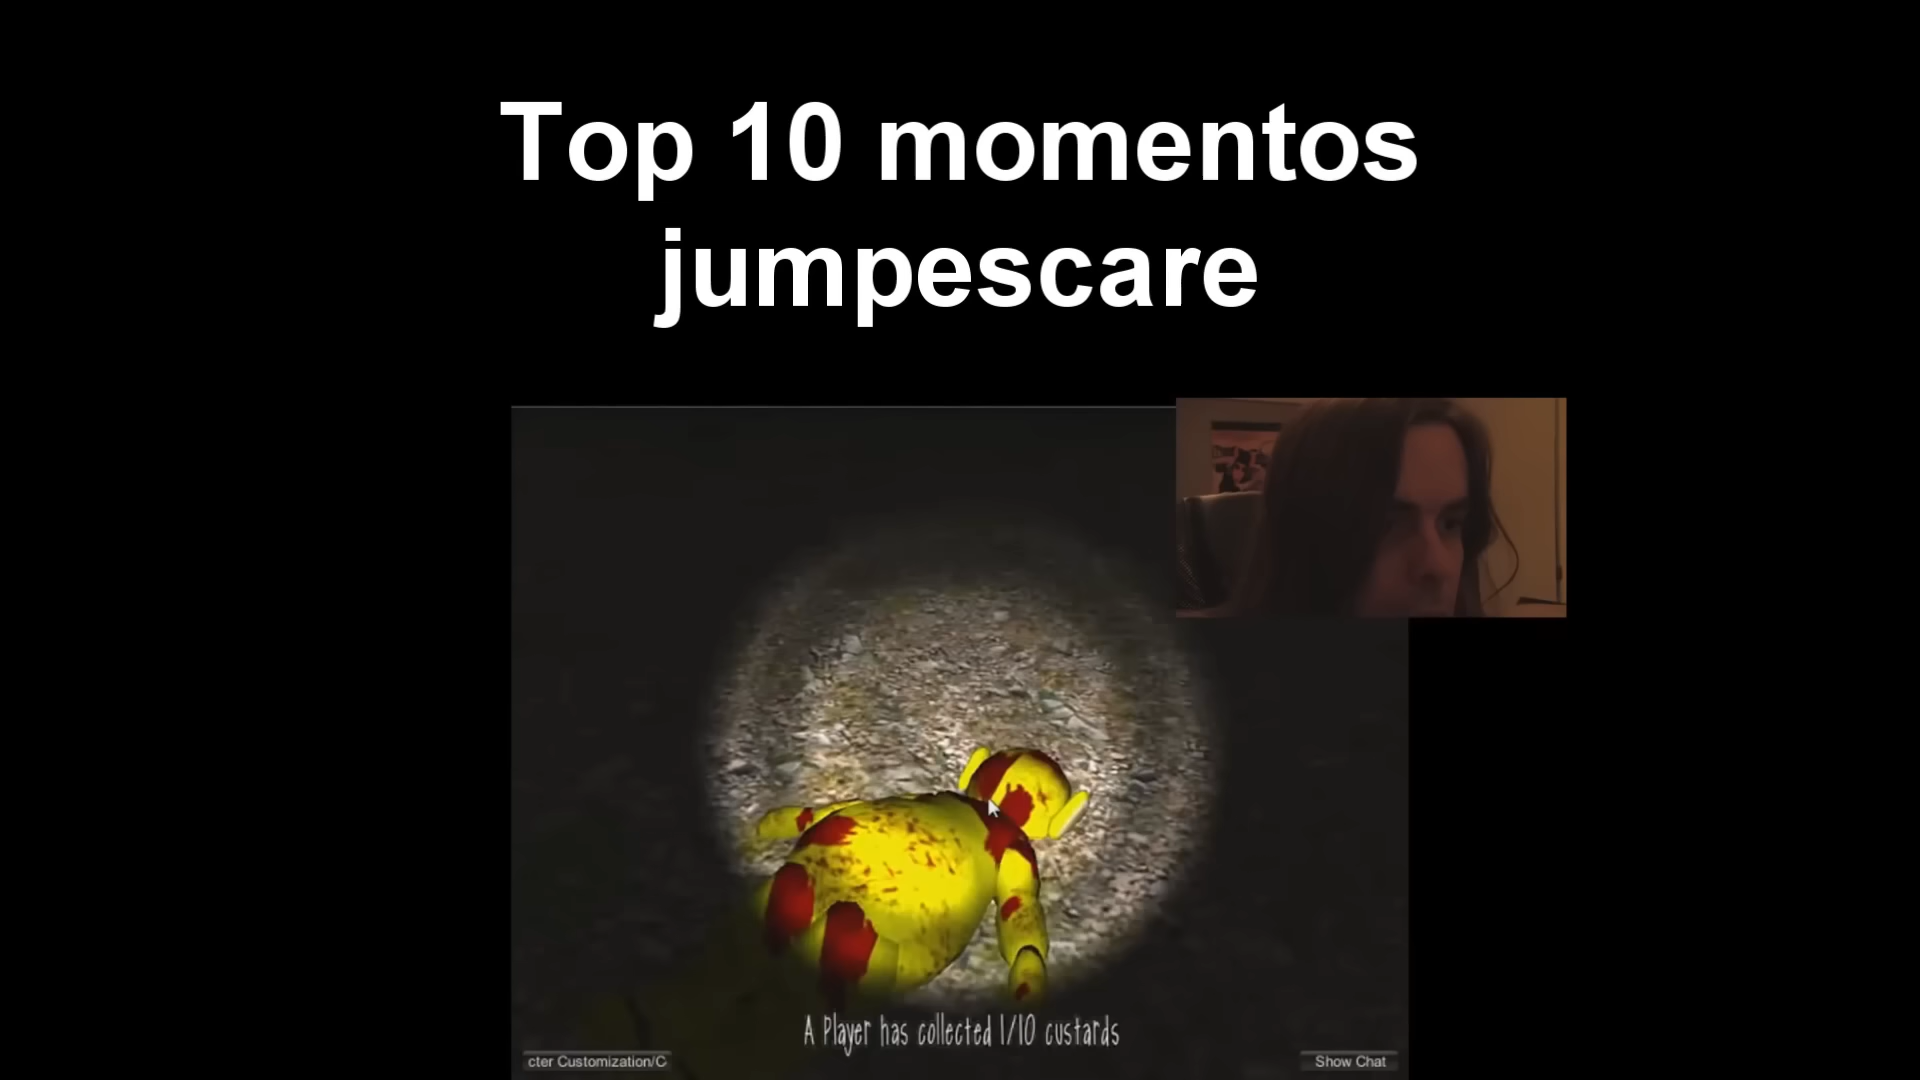 Top 10 momentos
jumpescare
A Player has collected 1/10 custards
cter Customization/C
Show Chat